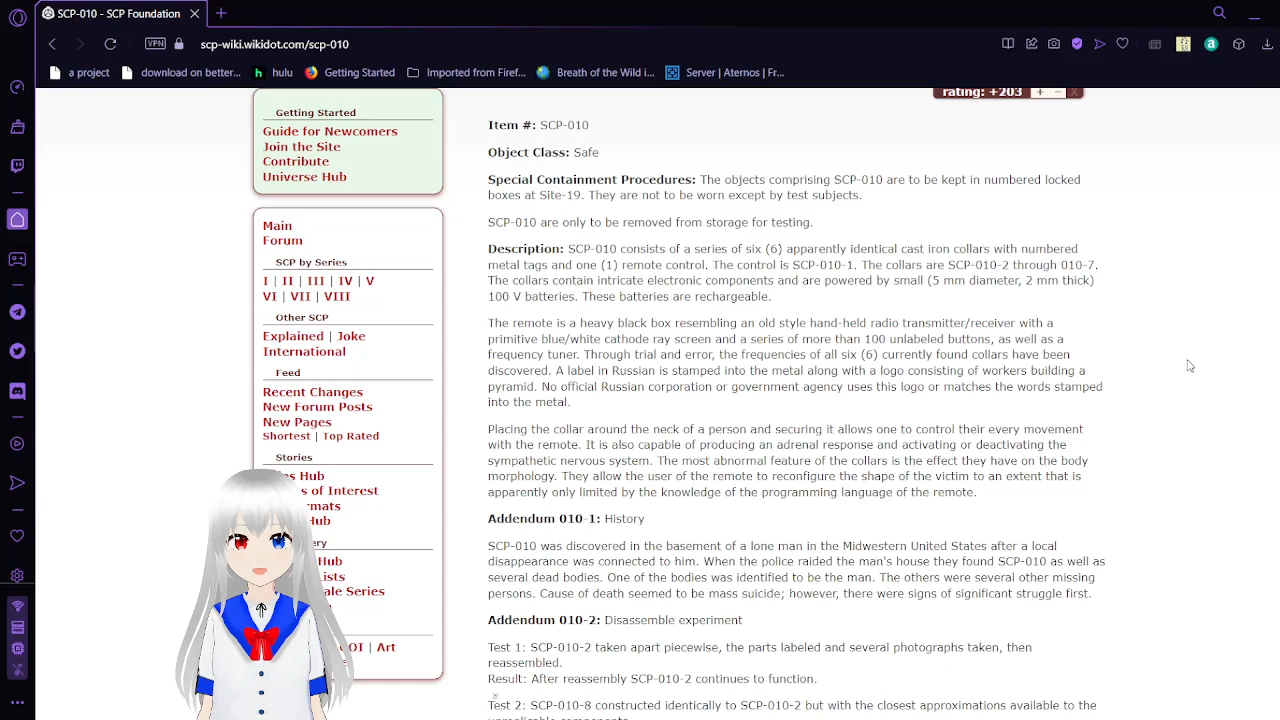 SCP-010 - SCP Foundation
VPN
scp-wiki.wikidot.com/scp-010
a project
download on better...
hulu
Getting Started
Imported from Firef...
Breath of the Wild i...
Server | Aternos | Fr...
rating: +203 + – X
Getting Started
Guide for Newcomers
Join the Site
Contribute
Universe Hub
Main
Forum
SCP by Series
I | II | III | IV | V
VI | VII | VIII
Other SCP
Explained | Joke
International
Feed
Recent Changes
New Forum Posts
New Pages
Shortest | Top Rated
Stories
Hub
of Interest
Hub
Hub
Series
| Art
Item #: SCP-010
Object Class: Safe
Special Containment Procedures: The objects comprising SCP-010 are to be kept in numbered locked
boxes at Site-19. They are not to be worn except by test subjects.
SCP-010 are only to be removed from storage for testing.
Description: SCP-010 consists of a series of six (6) apparently identical cast iron collars with numbered
metal tags and one (1) remote control. The control is SCP-010-1. The collars are SCP-010-2 through 010-7.
The collars contain intricate electronic components and are powered by small (5 mm diameter, 2 mm thick)
100 V batteries. These batteries are rechargeable.
The remote is a heavy black box resembling an old style hand-held radio transmitter/receiver with a
primitive blue/white cathode ray screen and a series of more than 100 unlabeled buttons, as well as a
frequency tuner. Through trial and error, the frequencies of all six (6) currently found collars have been
discovered. A label in Russian is stamped into the metal along with a logo consisting of workers building a
pyramid. No official Russian corporation or government agency uses this logo or matches the words stamped
into the metal.
Placing the collar around the neck of a person and securing it allows one to control their every movement
with the remote. It is also capable of producing an adrenal response and activating or deactivating the
sympathetic nervous system. The most abnormal feature of the collars is the effect they have on the body
morphology. They allow the user of the remote to reconfigure the shape of the victim to an extent that is
apparently only limited by the knowledge of the programming language of the remote.
Addendum 010-1: History
SCP-010 was discovered in the basement of a lone man in the Midwestern United States after a local
disappearance was connected to him. When the police raided the man's house they found SCP-010 as well as
several dead bodies. One of the bodies was identified to be the man. The others were several other missing
persons. Cause of death seemed to be mass suicide; however, there were signs of significant struggle first.
Addendum 010-2: Disassemble experiment
Test 1: SCP-010-2 taken apart piecewise, the parts labeled and several photographs taken, then
reassembled.
Result: After reassembly SCP-010-2 continues to function.
Test 2: SCP-010-8 constructed identically to SCP-010-2 but with the closest approximations available to the